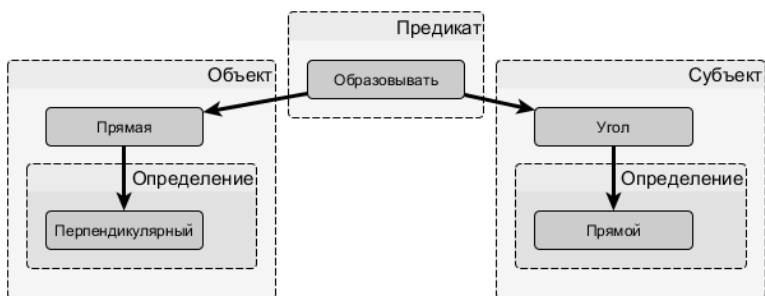 Предикат
Образовывать
Объект
Прямая
Определение
Перпендикулярный
Субъект
Угол
Определение
Прямой